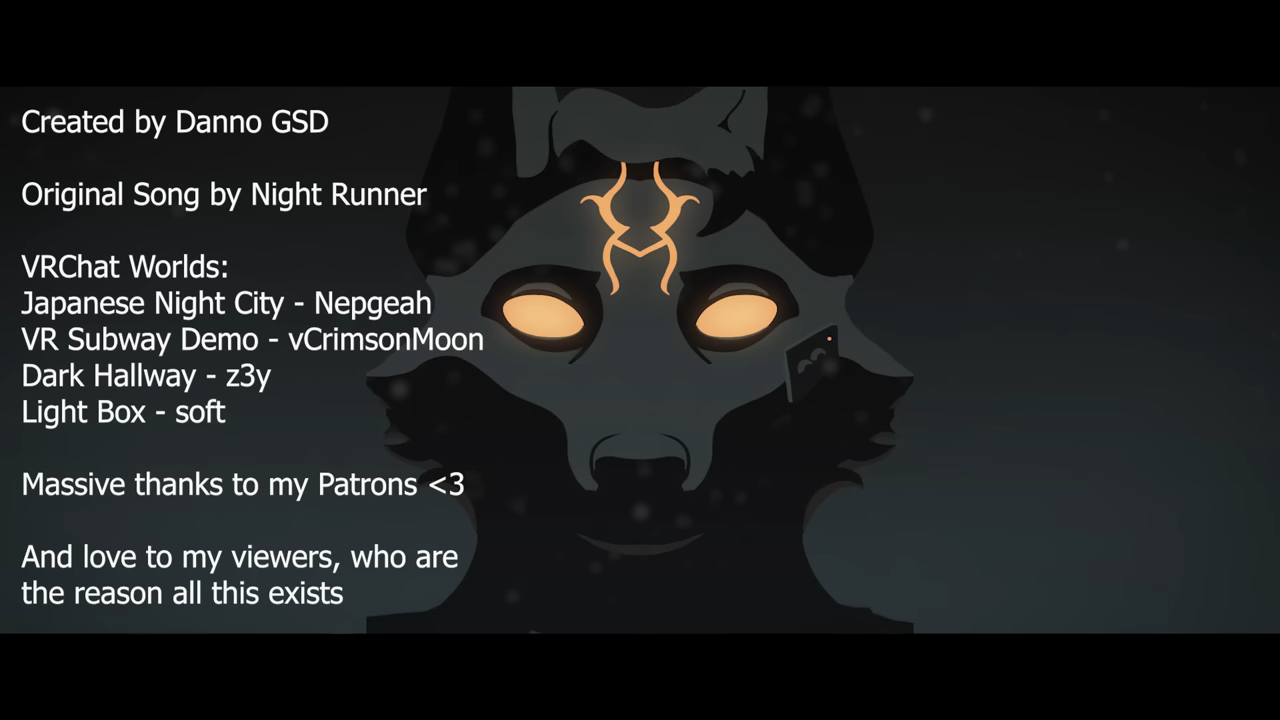 Created by Danno GSD
Original Song by Night Runner
VRChat Worlds:
Japanese Night City - Nepgeah
VR Subway Demo - vCrimsonMoon
Dark Hallway - z3y
Light Box - soft
Massive thanks to my Patrons <3
And love to my viewers, who are
the reason all this exists